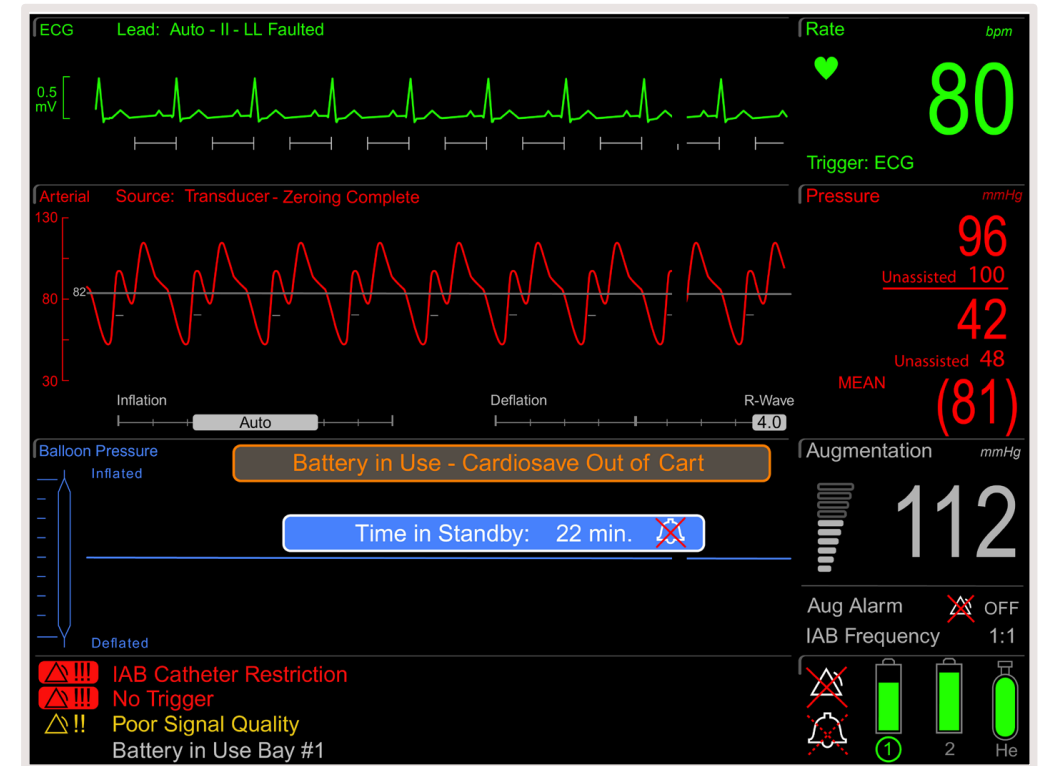 ECG Lead: Auto - II - LL Faulted
0.5
mV
Rate bpm
80
Trigger: ECG
Arterial Source: Transducer - Zeroing Complete
130
82
80
30
Inflation
Auto
Deflation
R-Wave
4.0
Pressure mmHg
96
Unassisted 100
42
Unassisted 48
MEAN (81)
Balloon Pressure
Inflated
Battery in Use - Cardiosave Out of Cart
Time in Standby: 22 min.
Deflated
Augmentation mmHg
112
Aug Alarm OFF
IAB Frequency 1:1
!!! IAB Catheter Restriction
!!! No Trigger
!! Poor Signal Quality
Battery in Use Bay #1
1 2 He